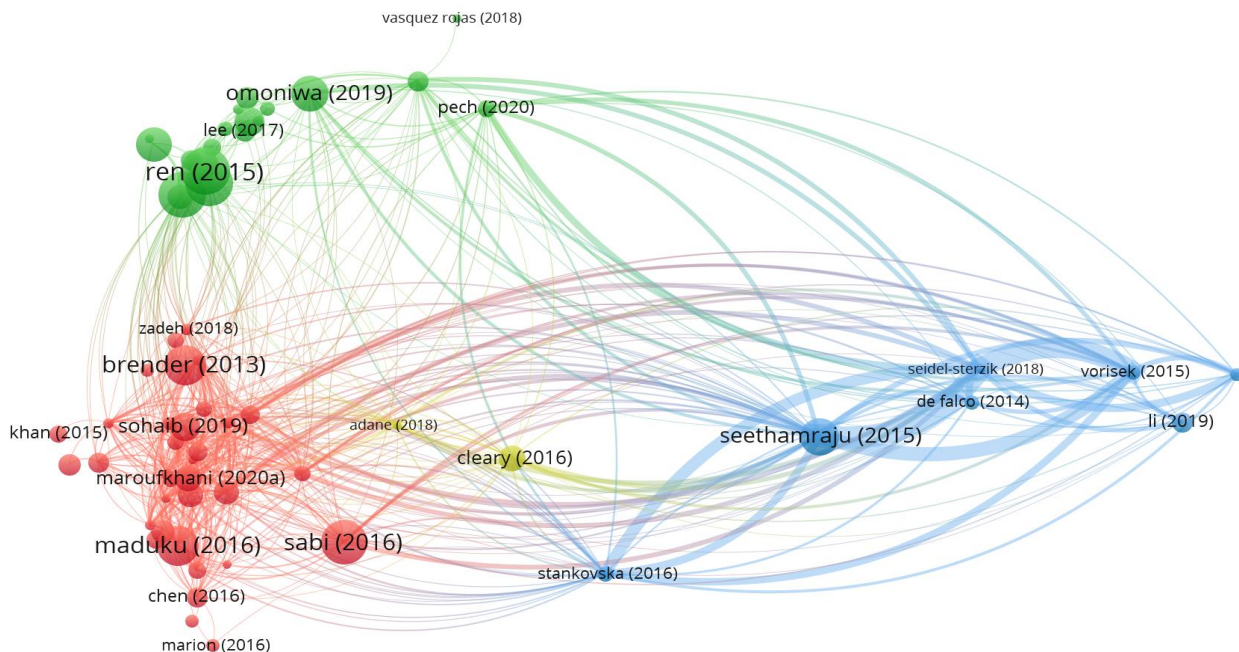 vasquez rojas (2018)
omoniwa (2019)
pech (2020)
lee (2017)
ren (2015)
zadeh (2018)
brender (2013)
seidel-sterzik (2018)
vorisek (2015)
de falco (2014)
li (2019)
khan (2015)
sohaib (2019)
adane (2018)
seethamraju (2015)
cleary (2016)
maroufkhani (2020a)
maduku (2016)
sabi (2016)
stankovska (2016)
chen (2016)
marion (2016)